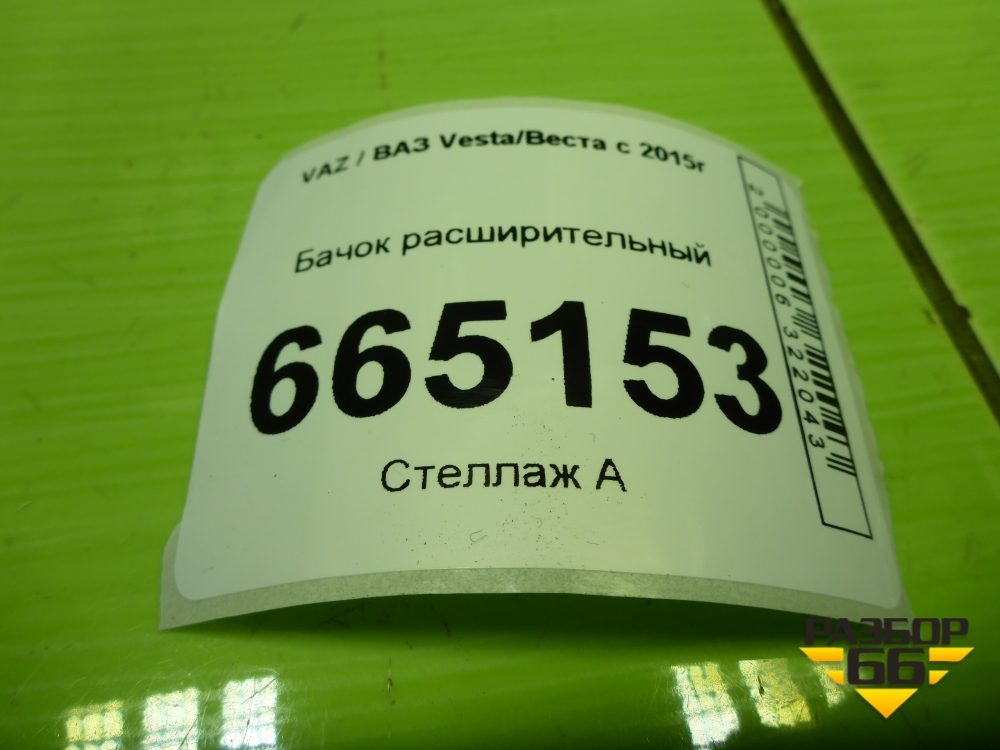 VAZ / ВАЗ Vesta/Веста с 2015г
Бачок расширительный
665153
Стеллаж А
2000006322043
РАЗБОР
66